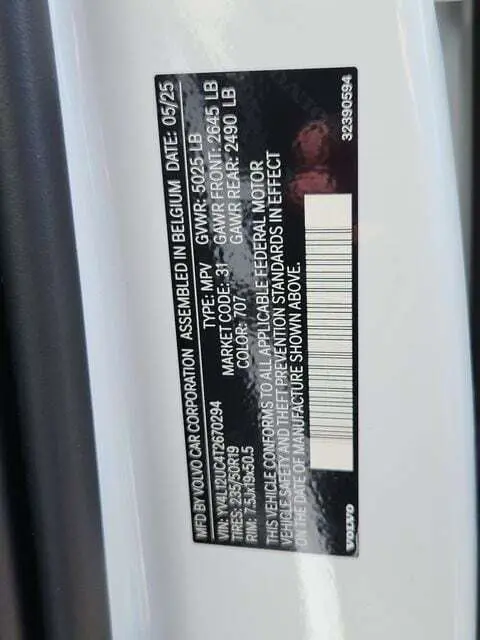 MFD BY VOLVO CAR CORPORATION ASSEMBLED IN BELGIUM DATE: 05/25
VIN: YV4L12UC4T2670294 TYPE: MPV GVWR: 5025 LB
TIRES: 235/50R19 MARKET CODE: 31 GAWR FRONT: 2645 LB
RIM: 7.5Jx19x50.5 COLOR: 707 GAWR REAR: 2490 LB
THIS VEHICLE CONFORMS TO ALL APPLICABLE FEDERAL MOTOR
VEHICLE SAFETY AND THEFT PREVENTION STANDARDS IN EFFECT
ON THE DATE OF MANUFACTURE SHOWN ABOVE.
VOLVO 32390594